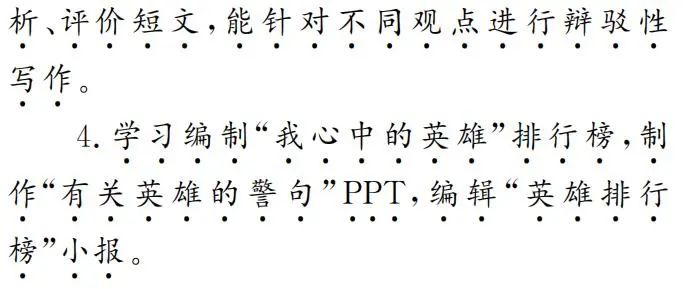 析、评价短文，能针对不同观点进行辩驳性
写作。
4. 学习编制“我心中的英雄”排行榜，制
作“有关英雄的警句”PPT，编辑“英雄排行
榜”小报。